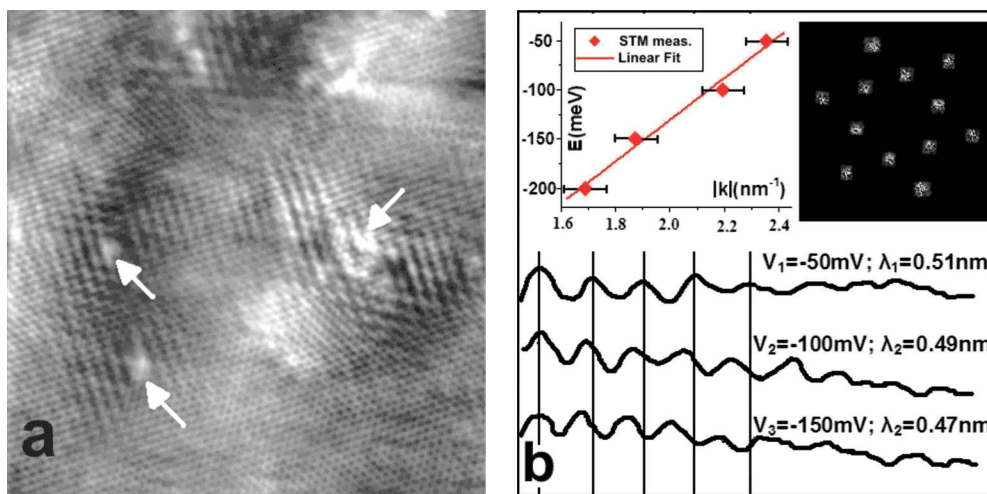 a
b
STM meas.
Linear Fit
E(meV)
-50
-100
-150
-200
|k|(nm⁻¹)
1.6 1.8 2.0 2.2 2.4
V₁=-50mV; λ₁=0.51nm
V₂=-100mV; λ₂=0.49nm
V₃=-150mV; λ₂=0.47nm